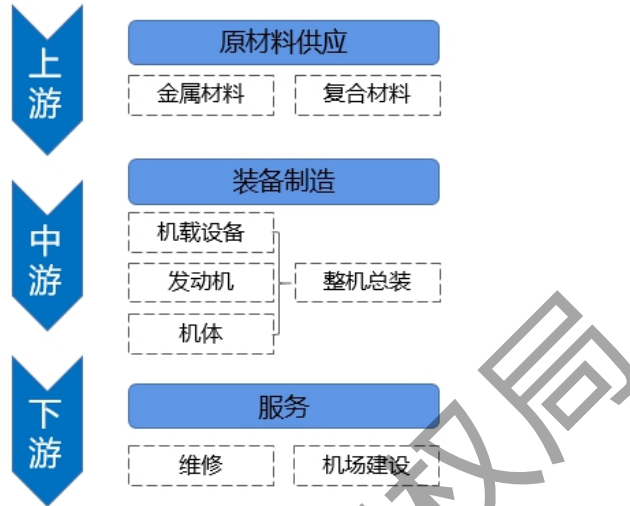 上游
原材料供应
金属材料
复合材料
中游
装备制造
机载设备
发动机
整机总装
机体
下游
服务
维修
机场建设
权局